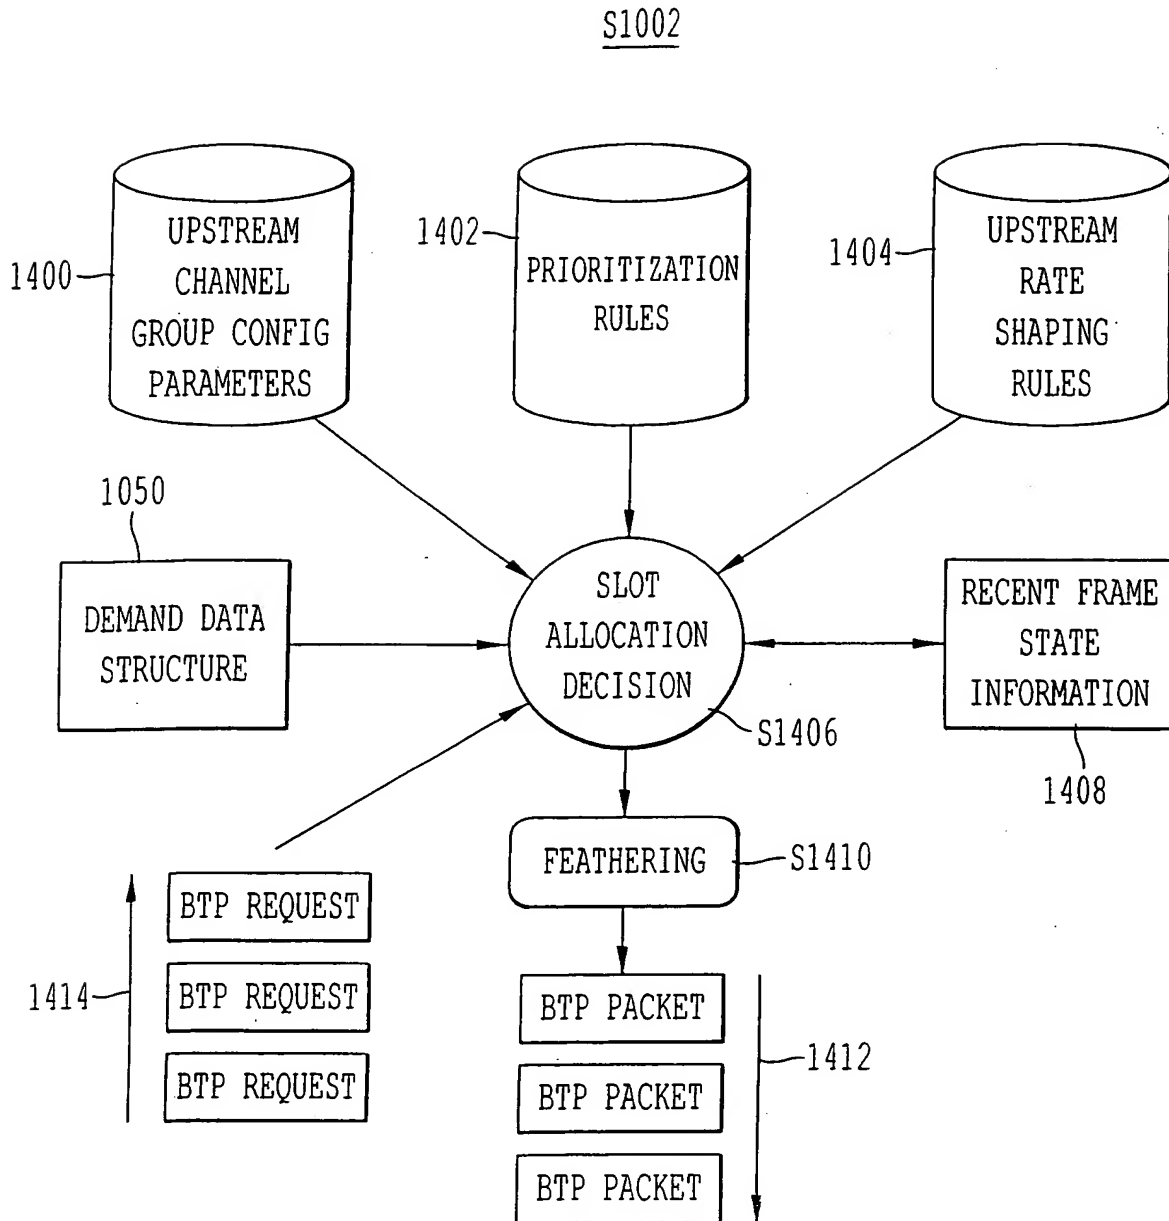 S1002
UPSTREAM
CHANNEL
GROUP CONFIG
PARAMETERS
1400
PRIORITIZATION
RULES
1402
UPSTREAM
RATE
SHAPING
RULES
1404
1050
DEMAND DATA
STRUCTURE
SLOT
ALLOCATION
DECISION
S1406
RECENT FRAME
STATE
INFORMATION
1408
FEATHERING
S1410
BTP REQUEST
BTP REQUEST
BTP REQUEST
1414
BTP PACKET
BTP PACKET
BTP PACKET
1412